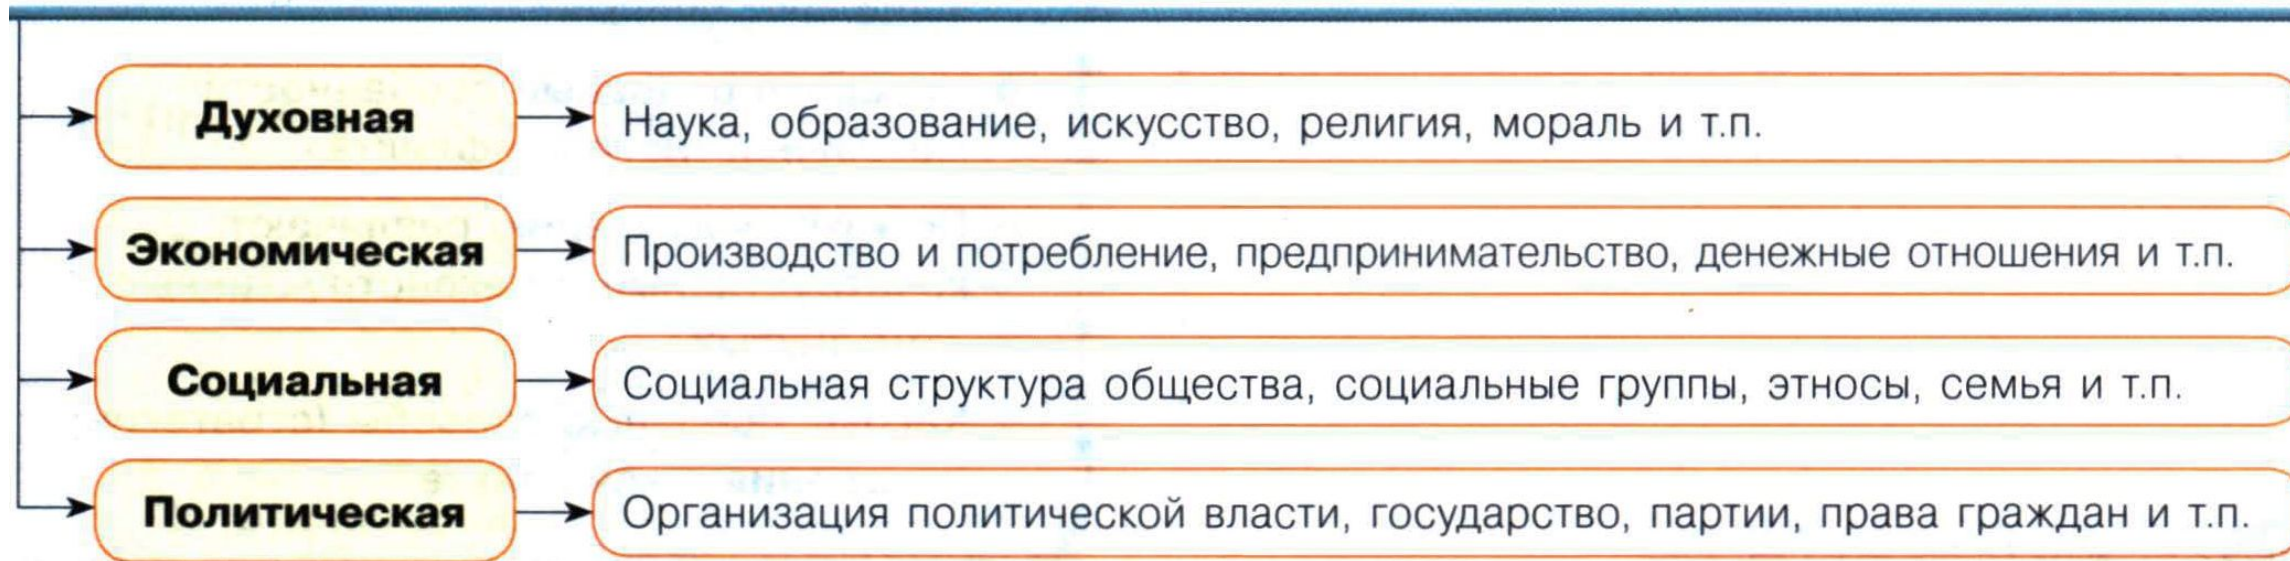 Духовная
Наука, образование, искусство, религия, мораль и т.п.
Экономическая
Производство и потребление, предпринимательство, денежные отношения и т.п.
Социальная
Социальная структура общества, социальные группы, этносы, семья и т.п.
Политическая
Организация политической власти, государство, партии, права граждан и т.п.